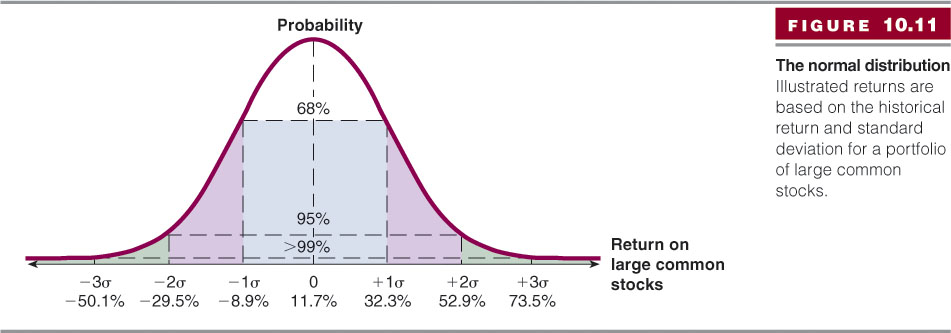 Probability
68%
95%
>99%
Return on
large common
stocks
−3σ −2σ −1σ 0 +1σ +2σ +3σ
−50.1% −29.5% −8.9% 11.7% 32.3% 52.9% 73.5%
FIGURE 10.11
The normal distribution
Illustrated returns are
based on the historical
return and standard
deviation for a portfolio
of large common
stocks.